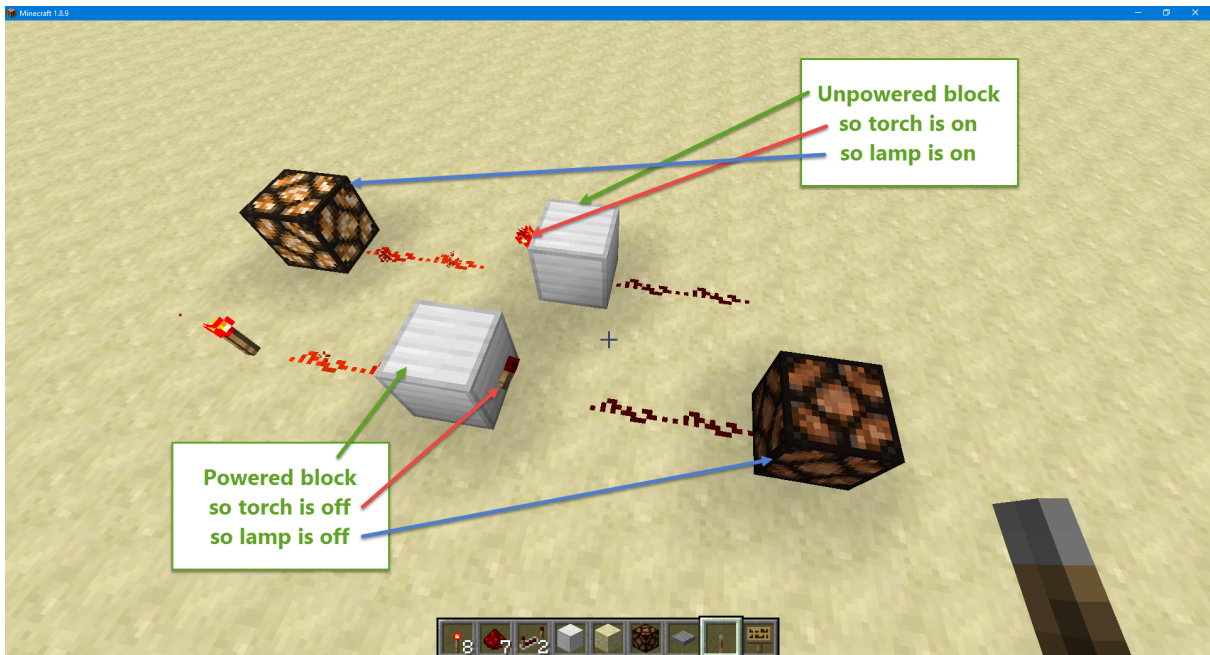 Minecraft 1.8.9
Unpowered block
so torch is on
so lamp is on
Powered block
so torch is off
so lamp is off
8
7
2